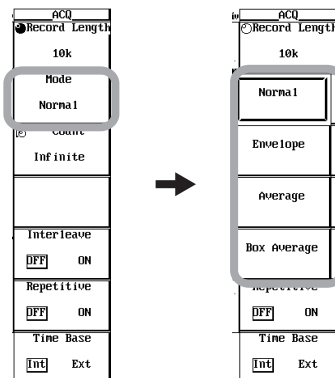 ACQ
Record Length
10k
Mode
Normal
Count
Infinite
Interleave
OFF ON
Repetitive
OFF ON
Time Base
Int Ext
ACQ
Record Length
10k
Normal
Envelope
Average
Box Average
Repetitive
OFF ON
Time Base
Int Ext